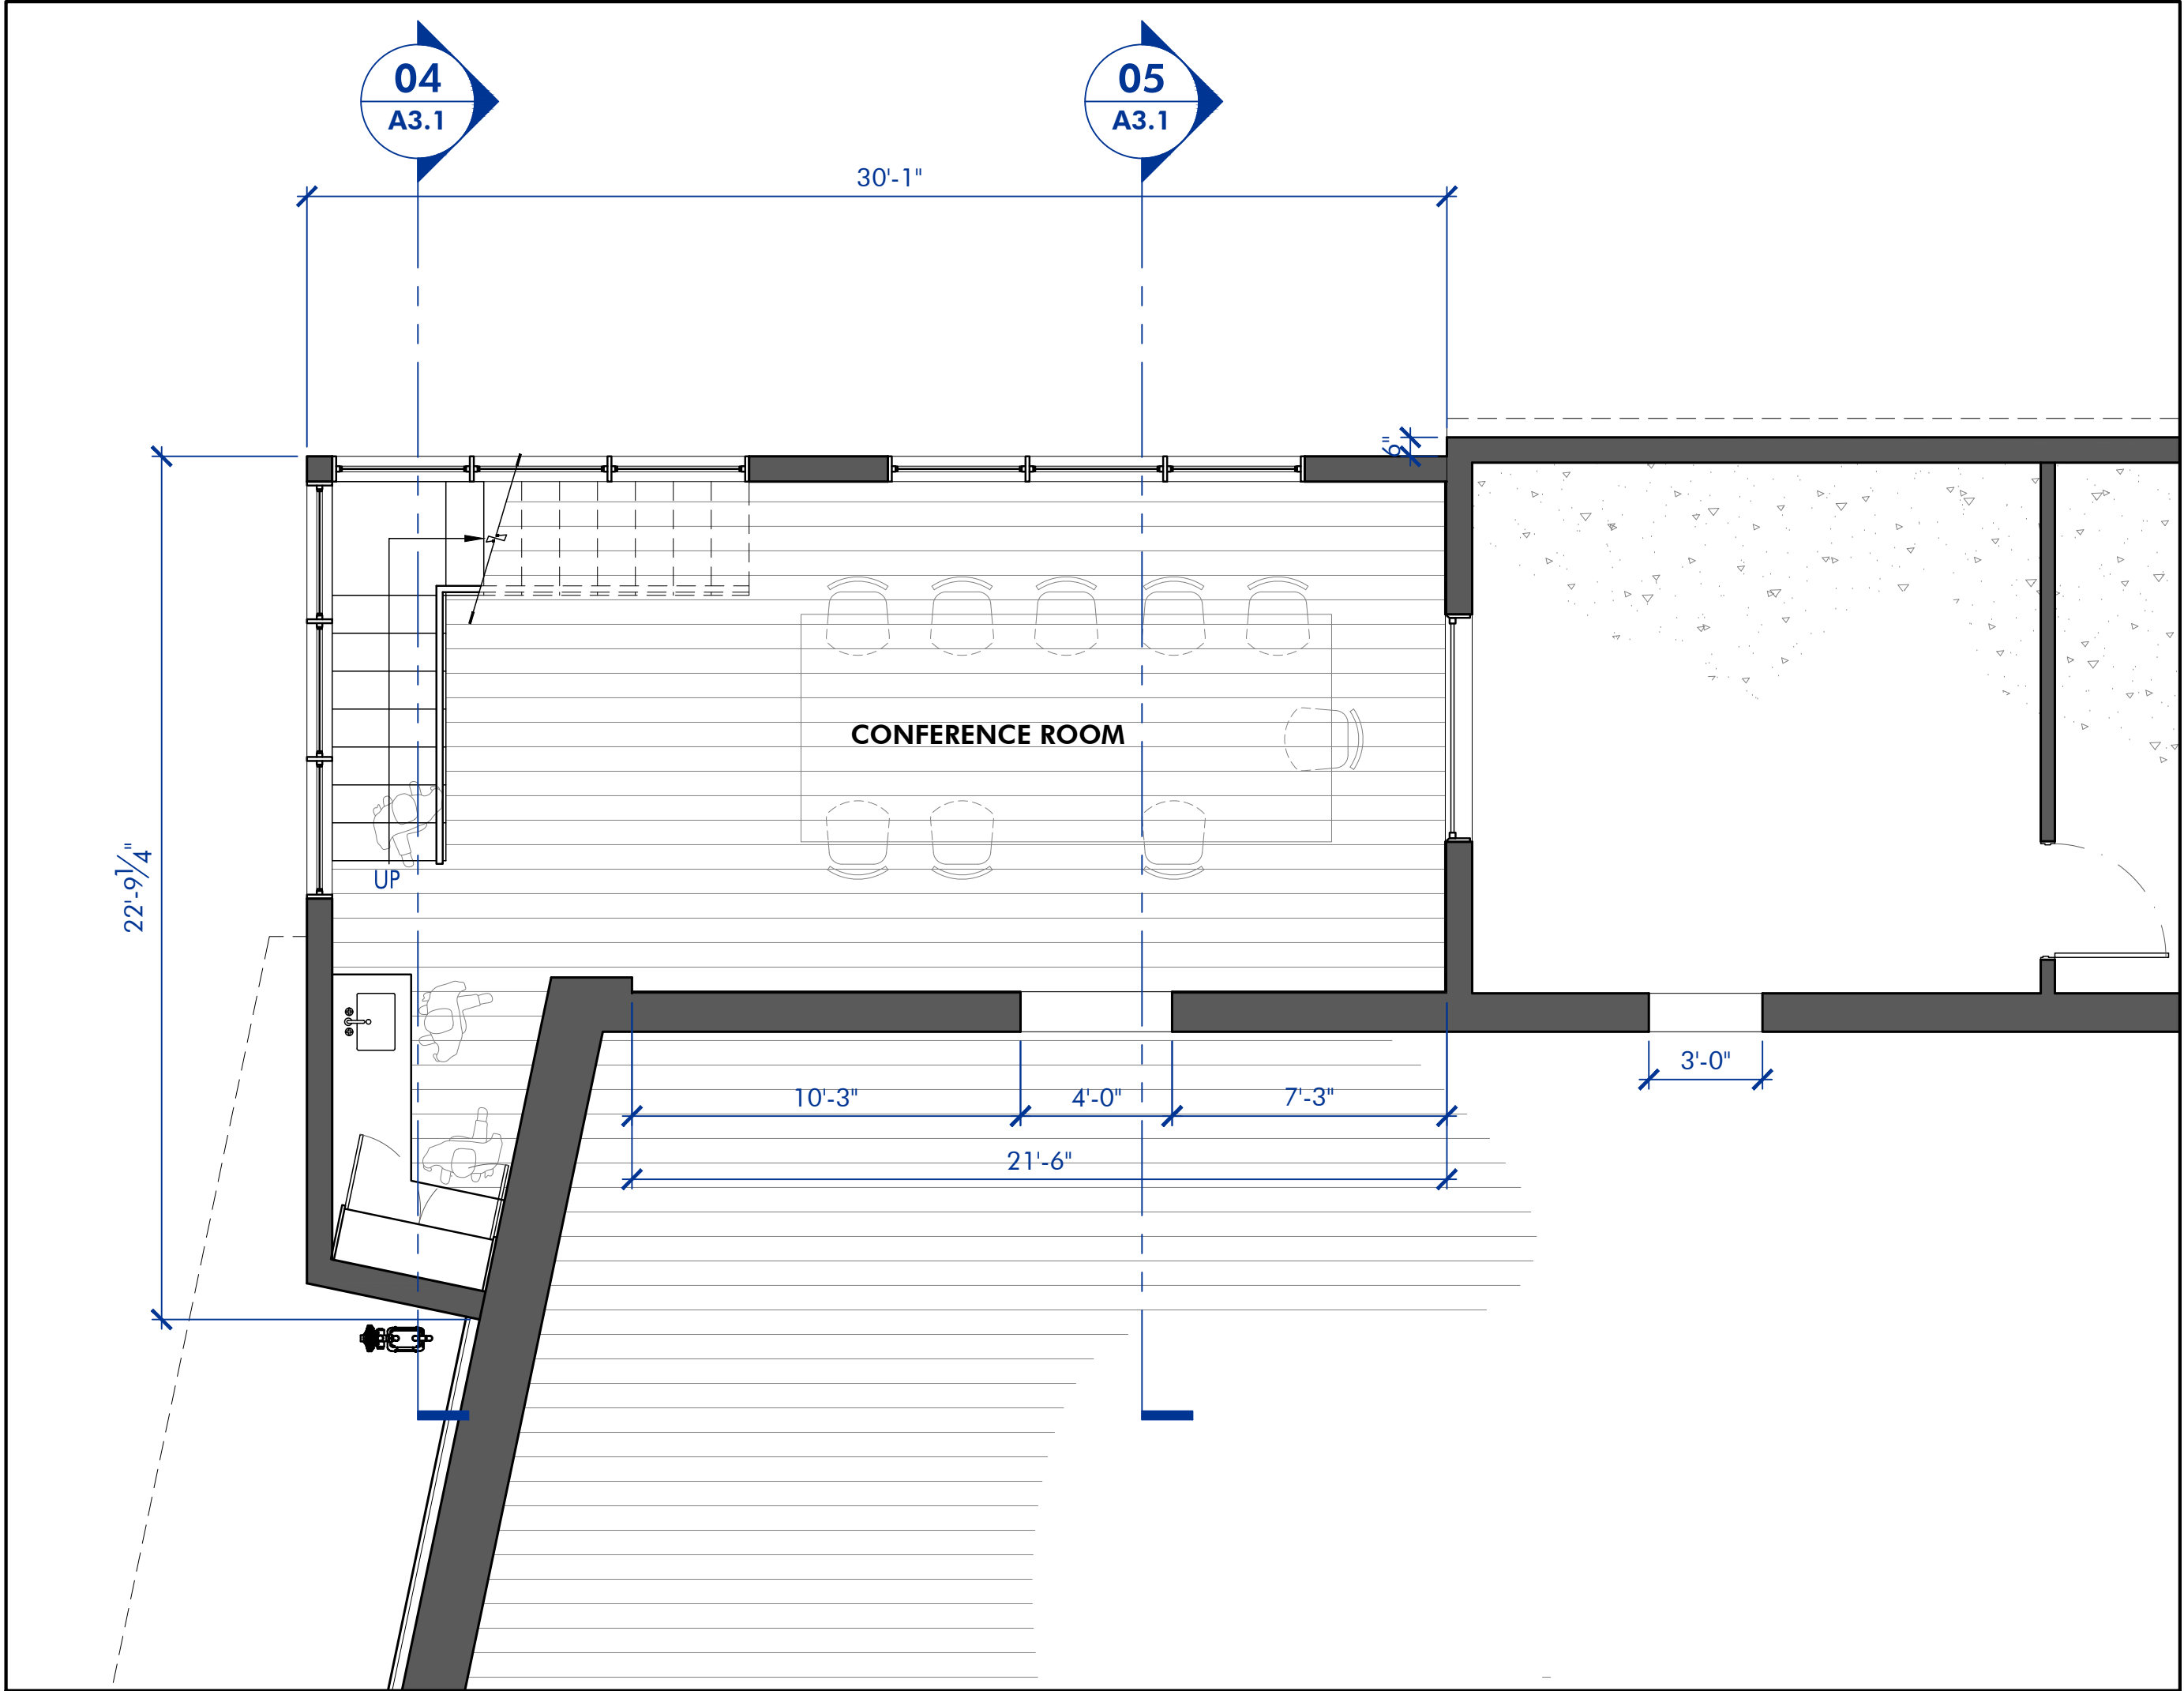 04
A3.1
05
A3.1
30'-1"
6"
CONFERENCE ROOM
22'-91/4"
UP
10'-3"
4'-0"
7'-3"
3'-0"
21'-6"